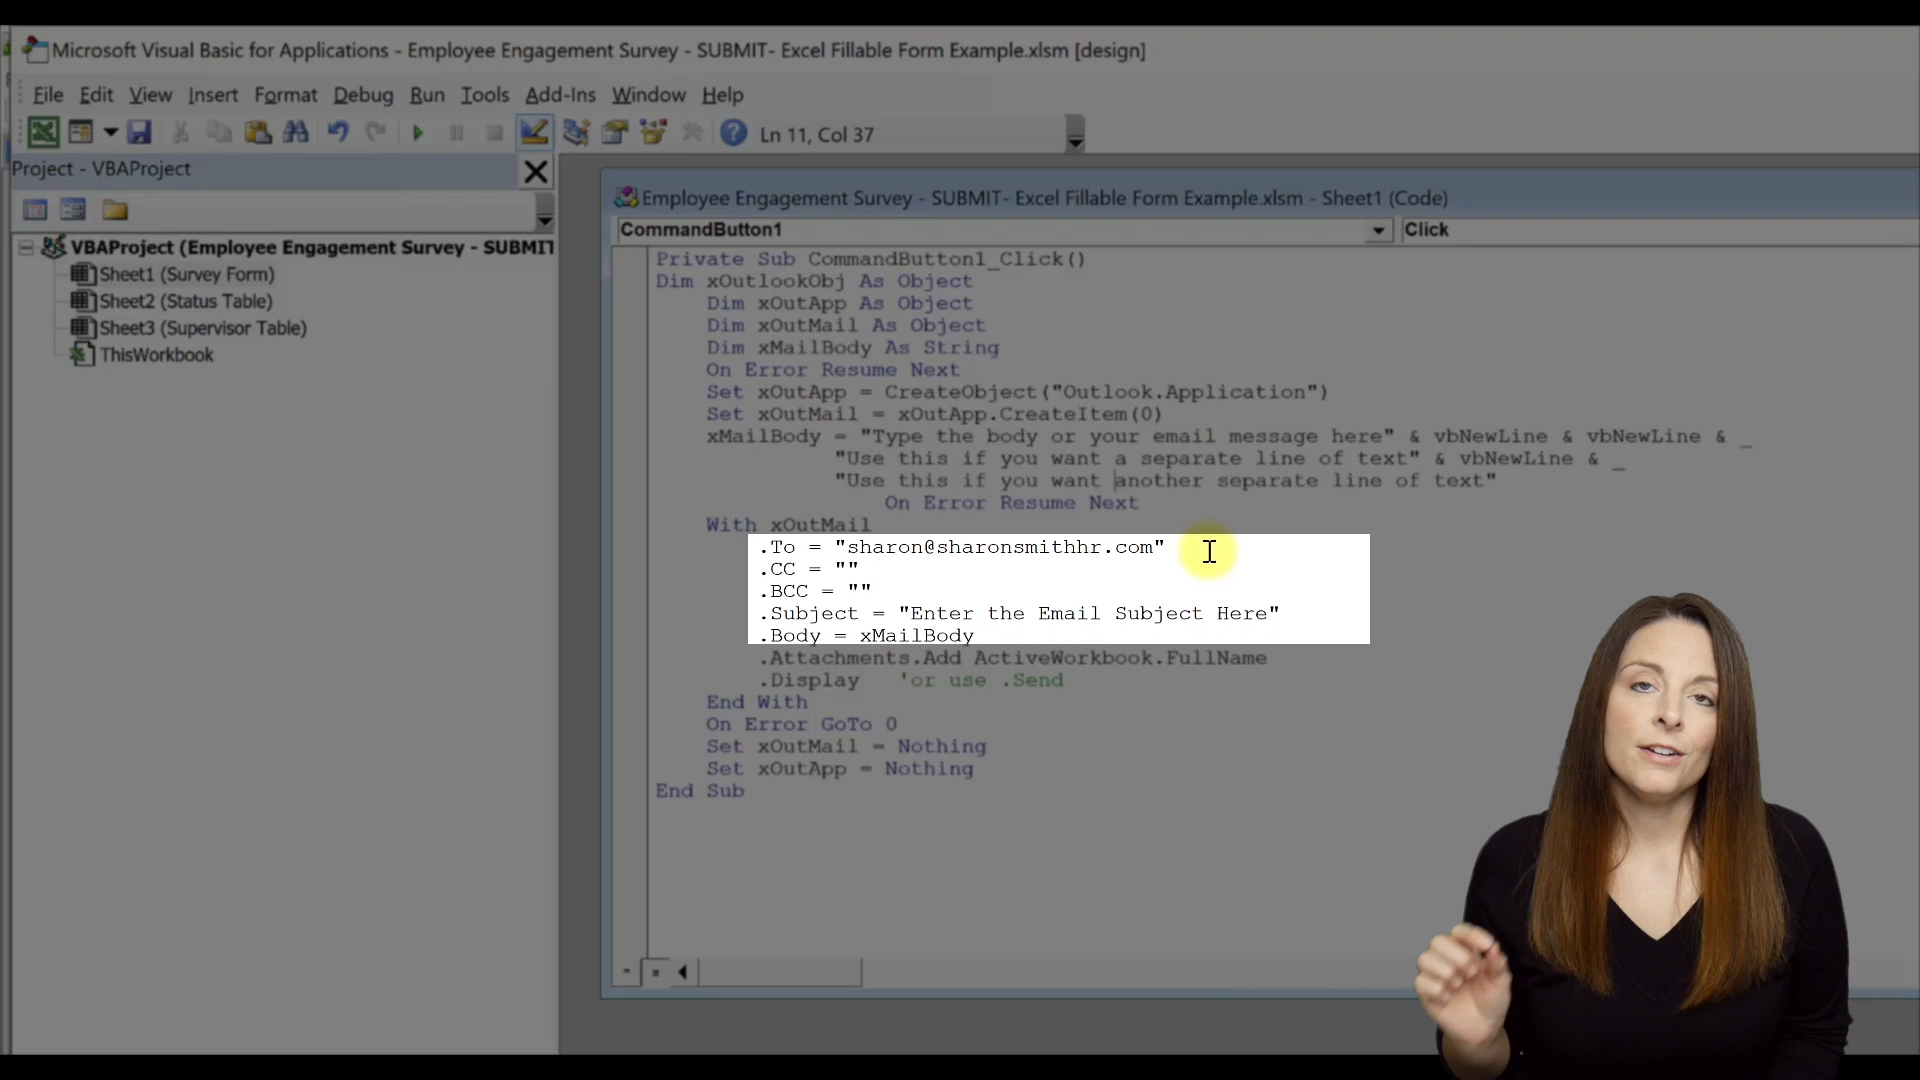 Microsoft Visual Basic for Applications - Employee Engagement Survey - SUBMIT- Excel Fillable Form Example.xlsm [design]
File Edit View Insert Format Debug Run Tools Add-Ins Window Help
Ln 11, Col 37
Project - VBAProject
VBAProject (Employee Engagement Survey - SUBMIT
Sheet1 (Survey Form)
Sheet2 (Status Table)
Sheet3 (Supervisor Table)
ThisWorkbook
Employee Engagement Survey - SUBMIT- Excel Fillable Form Example.xlsm - Sheet1 (Code)
CommandButton1 Click
Private Sub CommandButton1_Click()
Dim xOutlookObj As Object
Dim xOutApp As Object
Dim xOutMail As Object
Dim xMailBody As String
On Error Resume Next
Set xOutApp = CreateObject("Outlook.Application")
Set xOutMail = xOutApp.CreateItem(0)
xMailBody = "Type the body or your email message here" & vbNewLine & vbNewLine & _
"Use this if you want a separate line of text" & vbNewLine & _
"Use this if you want another separate line of text"
On Error Resume Next
With xOutMail
.To = "sharon@sharonsmithhr.com"
.CC = ""
.BCC = ""
.Subject = "Enter the Email Subject Here"
.Body = xMailBody
.Attachments.Add ActiveWorkbook.FullName
.Display 'or use .Send
End With
On Error GoTo 0
Set xOutMail = Nothing
Set xOutApp = Nothing
End Sub